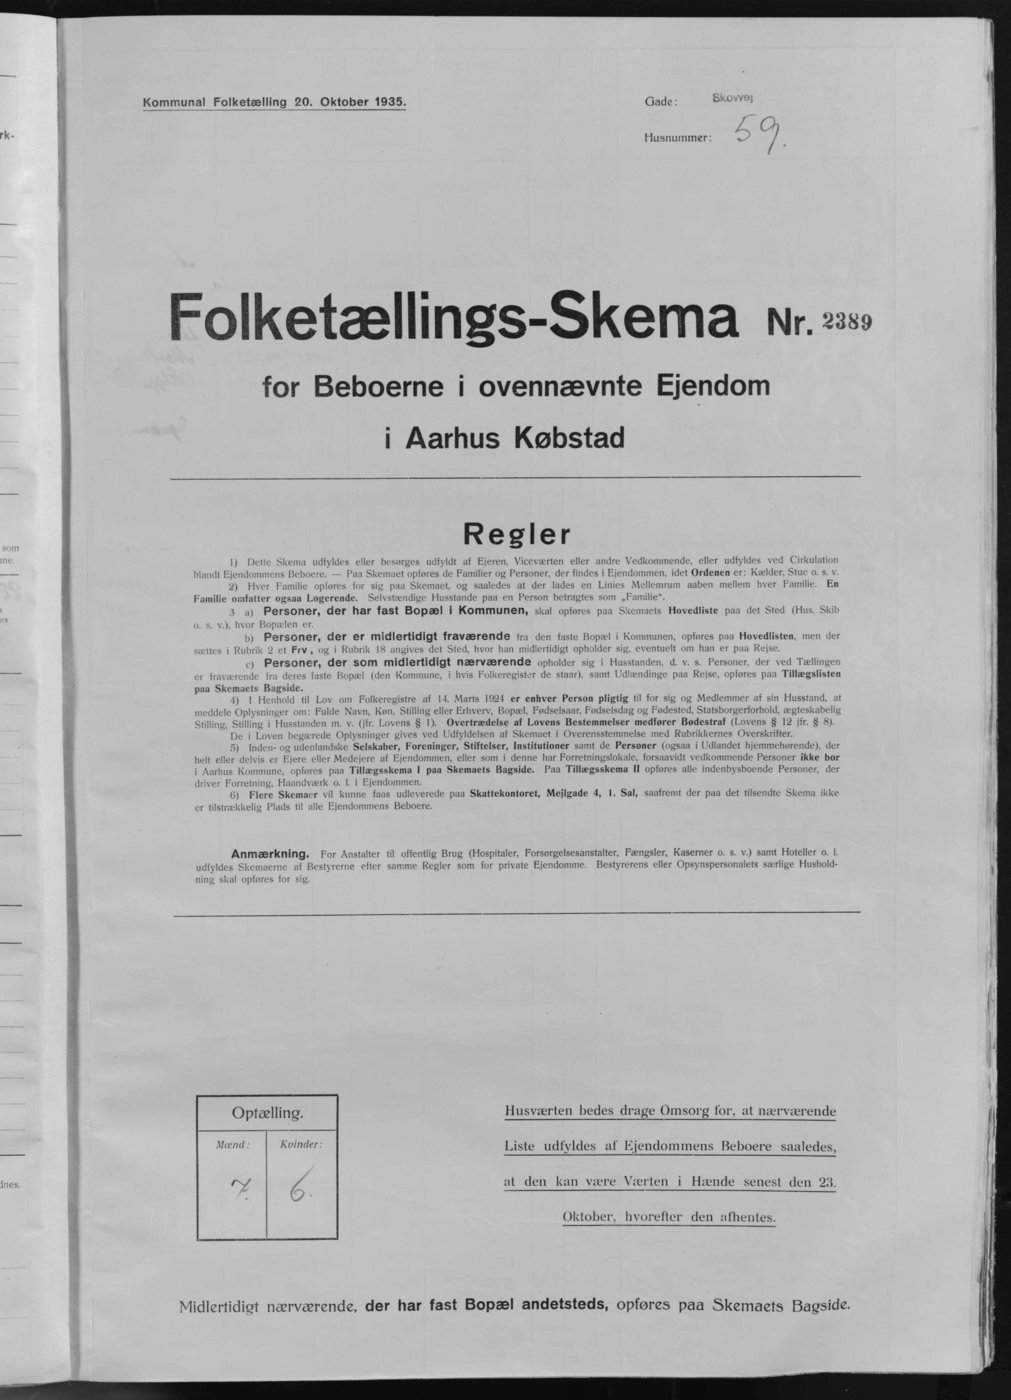 Kommunal Folketælling 20. Oktober 1935.
Gade: Skovvej
Husnummer: 59.
Folketællings-Skema Nr. 2389
for Beboerne i ovennævnte Ejendom
i Aarhus Købstad
Regler
1) Dette Skema udfyldes eller besørges udfyldt af Ejeren, Viceværten eller andre Vedkommende, eller udfyldes ved Cirkulation
blandt Ejendommens Beboere. — Paa Skemaet opføres de Familier og Personer, der findes i Ejendommen, idet Ordenen er: Kælder, Stue o. s. v.
2) Hver Familie opføres for sig paa Skemaet, og saaledes at der lades en Linies Mellemrum aaben mellem hver Familie. En
Familie omfatter ogsaa Logerende. Selvstændige Husstande paa en Person betragtes som „Familie“.
3 a) Personer, der har fast Bopæl i Kommunen, skal opføres paa Skemaets Hovedliste paa det Sted (Hus, Skib
o. s. v.), hvor Bopælen er.
b) Personer, der er midlertidigt fraværende fra den faste Bopæl i Kommunen, opføres paa Hovedlisten, men der
sættes i Rubrik 2 et Frv, og i Rubrik 18 angives det Sted, hvor han midlertidigt opholder sig, eventuelt om han er paa Rejse.
c) Personer, der som midlertidigt nærværende opholder sig i Husstanden, d. v. s. Personer, der ved Tællingen
er fraværende fra deres faste Bopæl (den Kommune, i hvis Folkeregister de staar), samt Udlændinge paa Rejse, opføres paa Tillægslisten
paa Skemaets Bagside.
4) I Henhold til Lov om Folkeregistre af 14. Marts 1924 er enhver Person pligtig til for sig og Medlemmer af sin Husstand, at
meddele Oplysninger om: Fulde Navn, Køn, Stilling eller Erhverv, Bopæl, Fødselsaar, Fødselsdag og Fødested, Statsborgerforhold, ægteskabelig
Stilling, Stilling i Husstanden m. v. (jfr. Lovens § 1). Overtrædelse af Lovens Bestemmelser medfører Bødestraf (Lovens § 12 jfr. § 8).
De i Loven begærede Oplysninger gives ved Udfyldelsen af Skemaet i Overensstemmelse med Rubrikkernes Overskrifter.
5) Inden- og udenlandske Selskaber, Foreninger, Stiftelser, Institutioner samt de Personer (ogsaa i Udlandet hjemmehørende), der
helt eller delvis er Ejere eller Medejere af Ejendommen, eller som i denne har Forretningslokale, forsaavidt vedkommende Personer ikke bor
i Aarhus Kommune, opføres paa Tillægsskema I paa Skemaets Bagside. Paa Tillægsskema II opføres alle indenbysboende Personer, der
driver Forretning, Haandværk o. l. i Ejendommen.
6) Flere Skemaer vil kunne faas udleverede paa Skattekontoret, Mejlgade 4, 1. Sal, saafremt der paa det tilsendte Skema ikke
er tilstrækkelig Plads til alle Ejendommens Beboere.
Anmærkning. For Anstalter til offentlig Brug (Hospitaler, Forsørgelsesanstalter, Fængsler, Kaserner o. s. v.) samt Hoteller o. l.
udfyldes Skemaerne af Bestyrerne efter samme Regler som for private Ejendomme. Bestyrerens eller Opsynspersonalets særlige Hushold-
ning skal opføres for sig.
Optælling.
Mænd: Kvinder:
7. 6.
Husværten bedes drage Omsorg for, at nærværende
Liste udfyldes af Ejendommens Beboere saaledes,
at den kan være Værten i Hænde senest den 23.
Oktober, hvorefter den afhentes.
Midlertidigt nærværende, der har fast Bopæl andetsteds, opføres paa Skemaets Bagside.